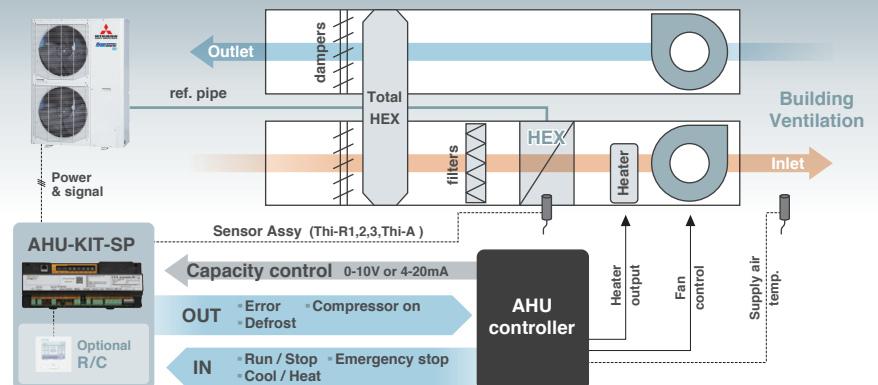 MITSUBISHI
Outlet
dampers
Total
HEX
ref. pipe
Building
Ventilation
filters
HEX
Heater
Inlet
Power
& signal
Sensor Assy (Thi-R1,2,3,Thi-A )
AHU-KIT-SP
Capacity control 0-10V or 4-20mA
OUT
Error
Compressor on
Defrost
IN
Run / Stop
Emergency stop
Cool / Heat
Optional
R/C
AHU
controller
Heater
output
Fan
control
Supply air
temp.